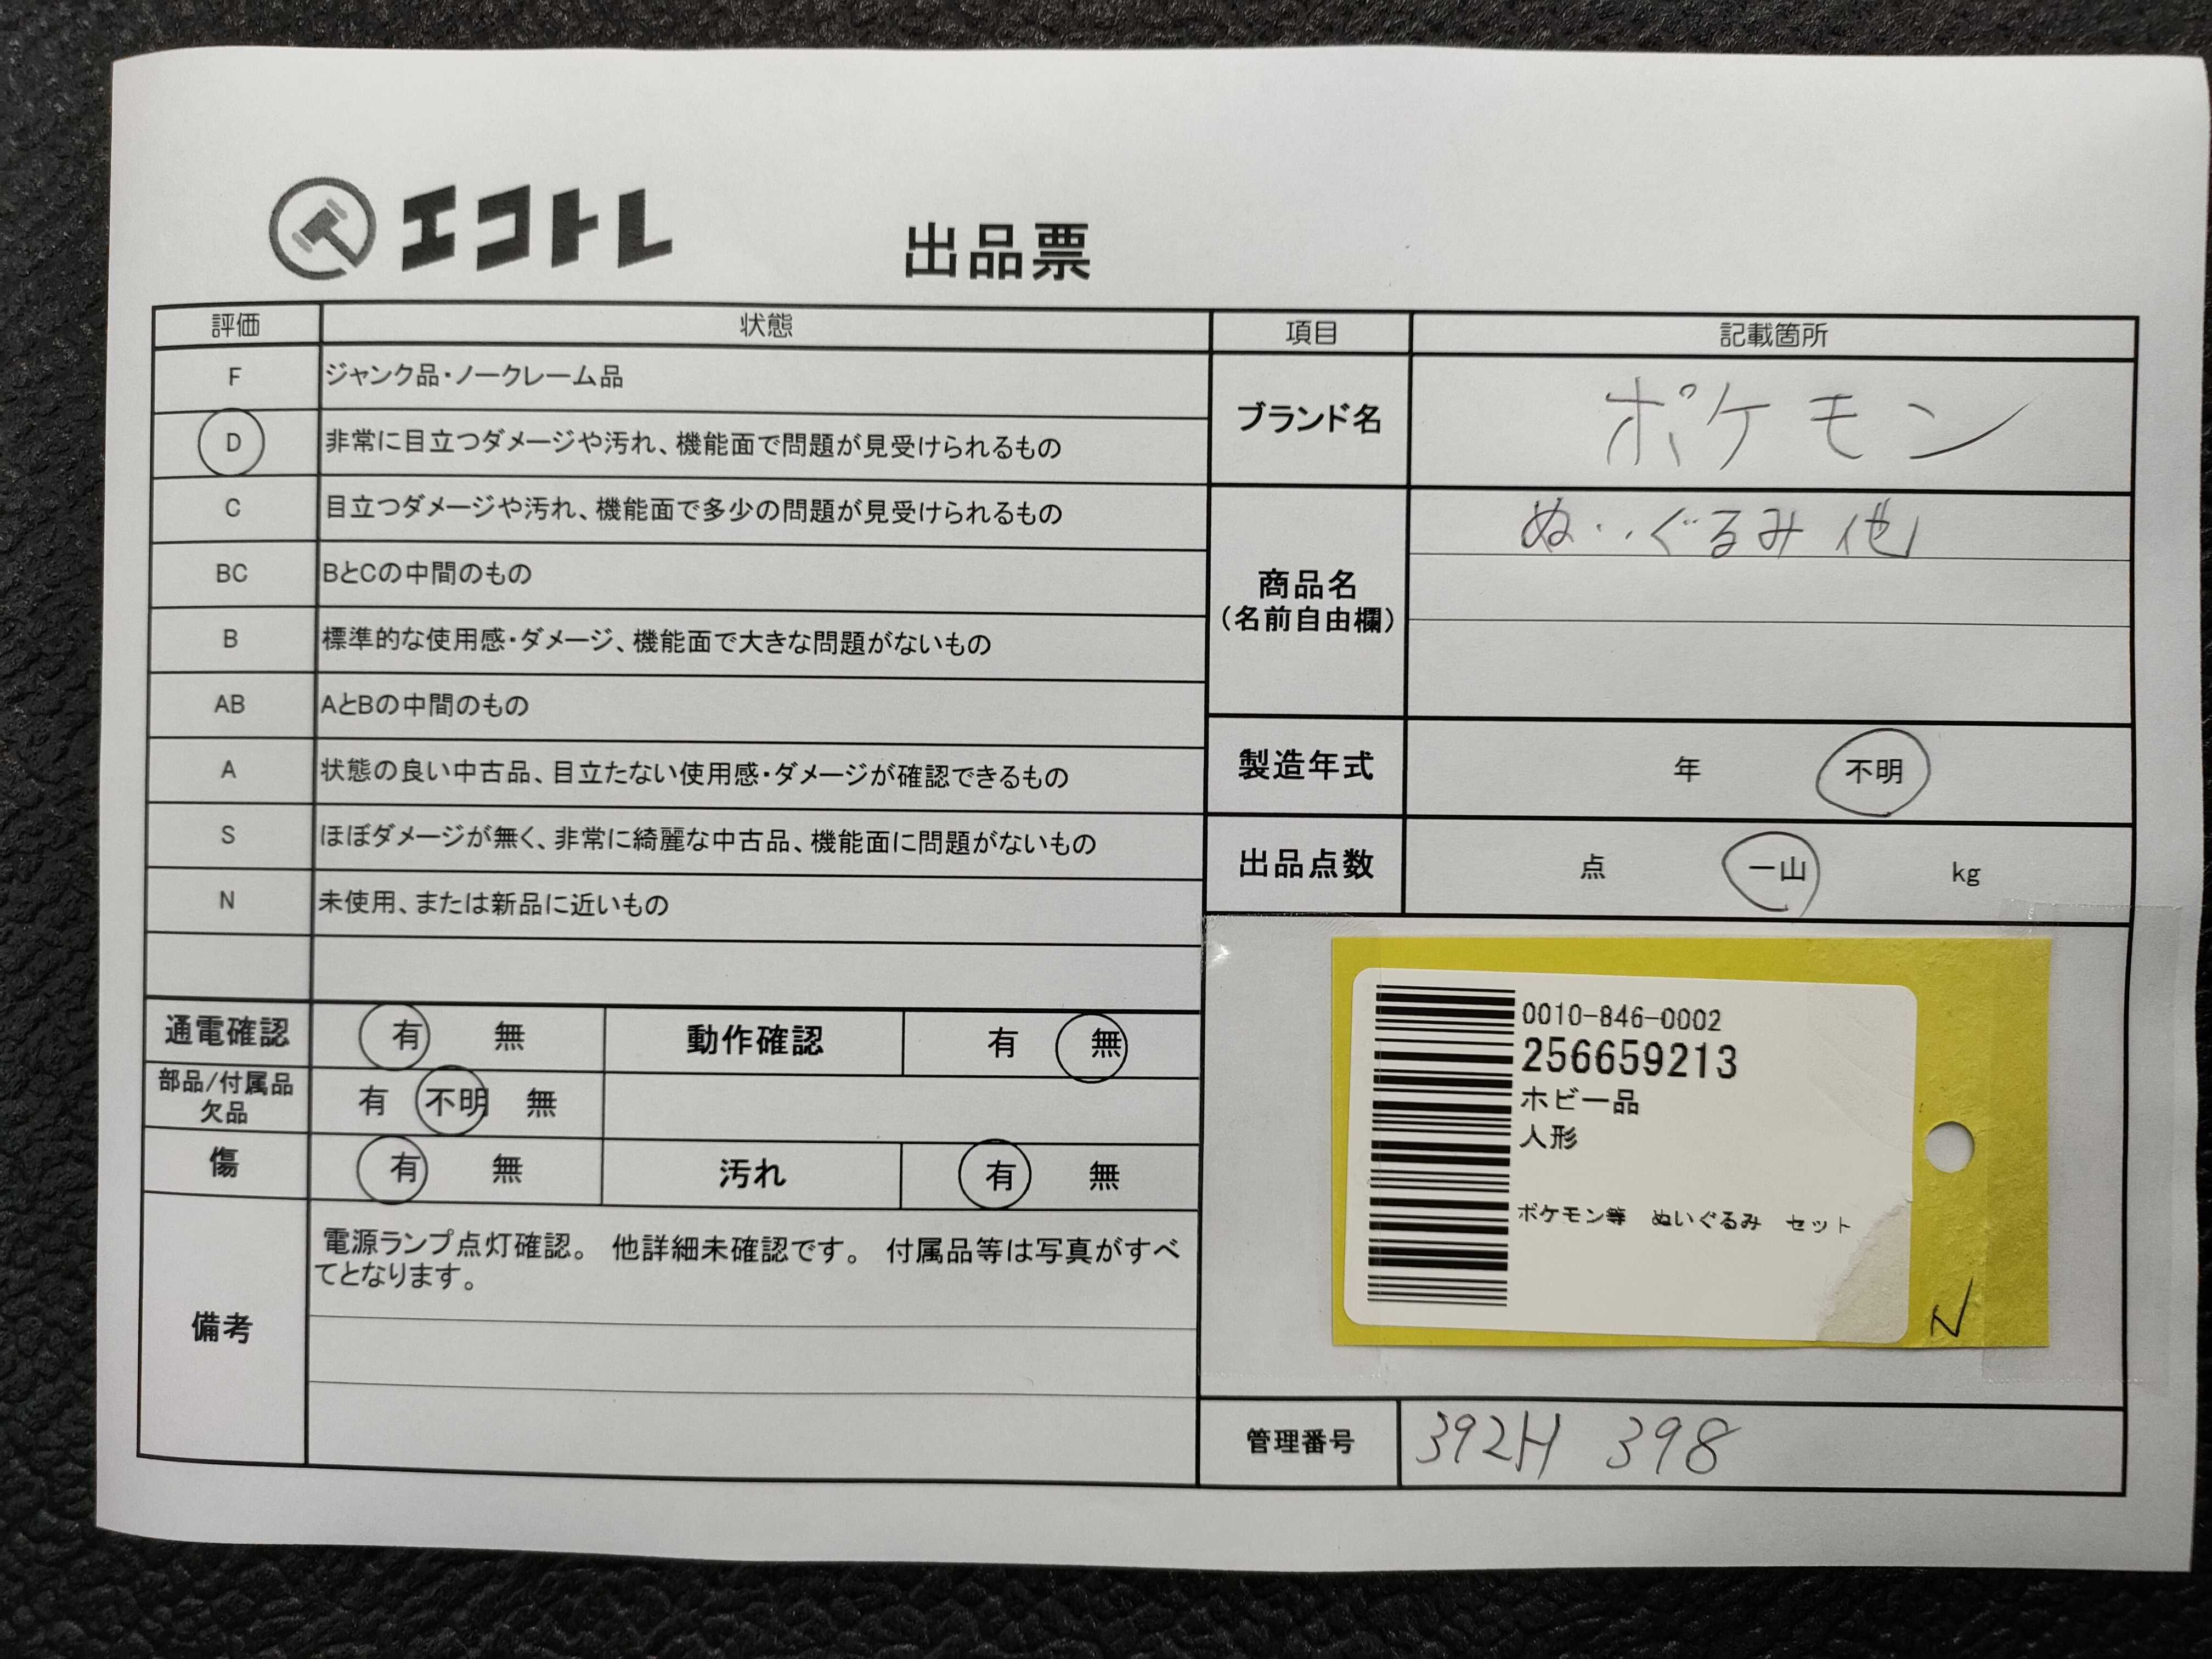 エコトレ
出品票
評価 状態
F ジャンク品・ノークレーム品
D 非常に目立つダメージや汚れ、機能面で問題が見受けられるもの
C 目立つダメージや汚れ、機能面で多少の問題が見受けられるもの
BC BとCの中間のもの
B 標準的な使用感・ダメージ、機能面で大きな問題がないもの
AB AとBの中間のもの
A 状態の良い中古品、目立たない使用感・ダメージが確認できるもの
S ほぼダメージが無く、非常に綺麗な中古品、機能面に問題がないもの
N 未使用、または新品に近いもの
通電確認 有 無 動作確認 有 無
部品/付属品
欠品 有 不明 無
傷 有 無 汚れ 有 無
備考
電源ランプ点灯確認。 他詳細未確認です。 付属品等は写真がすべ
てとなります。
項目 記載箇所
ブランド名 ポケモン
商品名
(名前自由欄)
ぬいぐるみ 他
製造年式 年 不明
出品点数 点 一山 kg
0010-846-0002
256659213
ホビー品
人形
ポケモン等 ぬいぐるみ セット
N
管理番号 392H 398